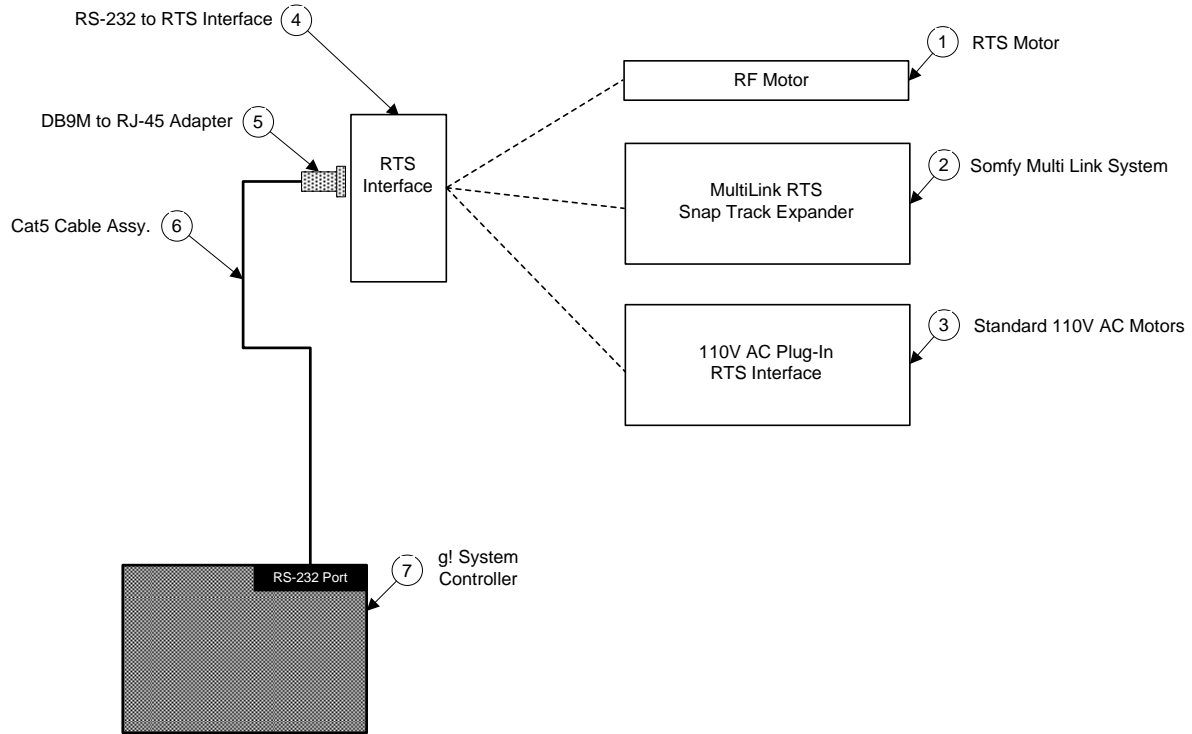 RS-232 to RTS Interface 4
1 RTS Motor
RF Motor
DB9M to RJ-45 Adapter 5
RTS
Interface
2 Somfy Multi Link System
MultiLink RTS
Snap Track Expander
Cat5 Cable Assy. 6
3 Standard 110V AC Motors
110V AC Plug-In
RTS Interface
RS-232 Port
7 g! System
Controller